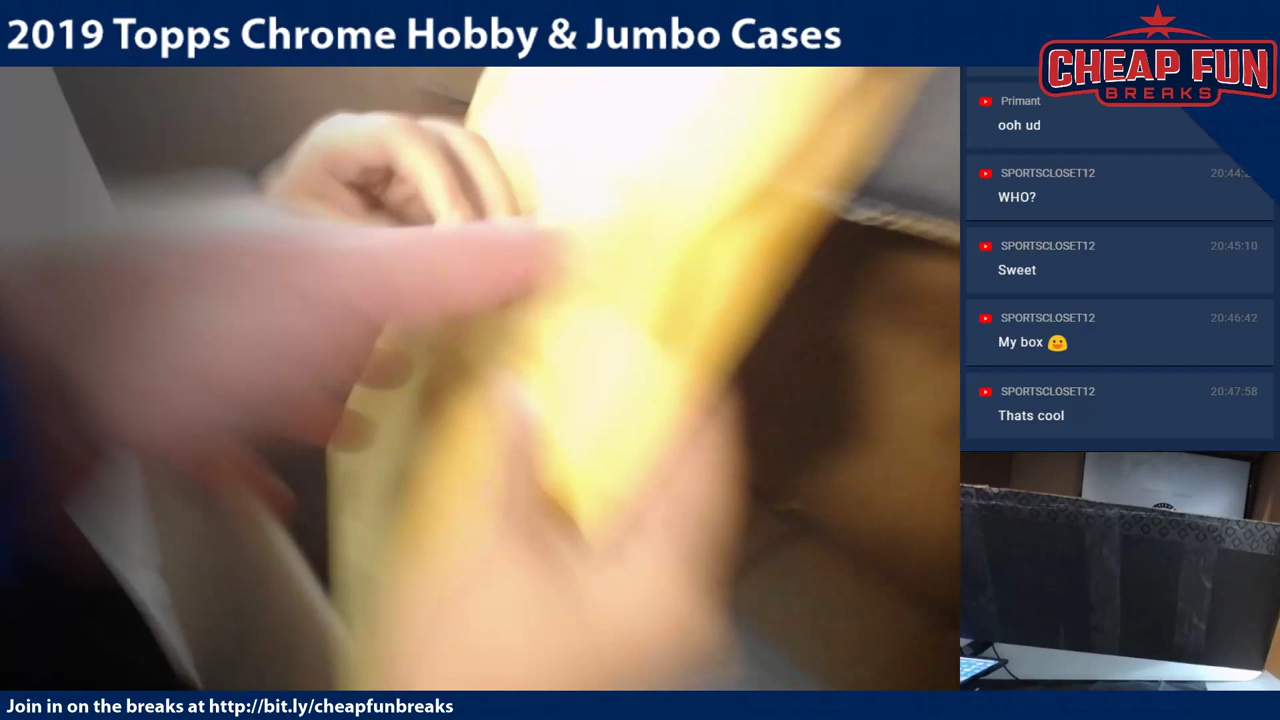 2019 Topps Chrome Hobby & Jumbo Cases
CHEAP FUN
BREAKS
Primant
ooh ud
SPORTSCLOSET12
WHO?
SPORTSCLOSET12 20:45:10
Sweet
SPORTSCLOSET12 20:46:42
My box 😛
SPORTSCLOSET12 20:47:58
Thats cool
Join in on the breaks at http://bit.ly/cheapfunbreaks